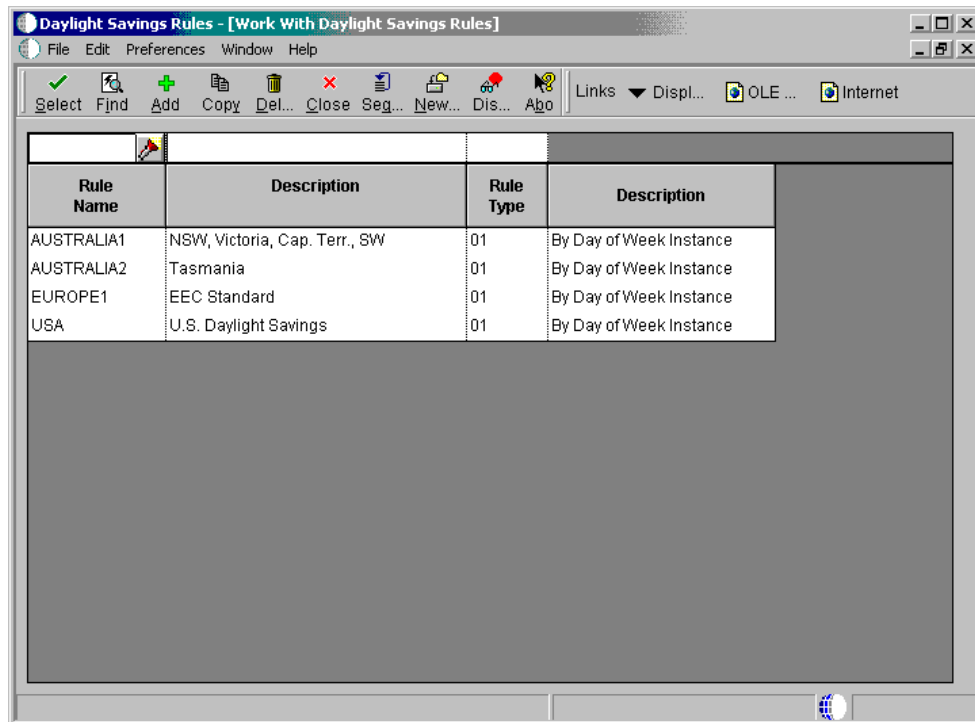 Daylight Savings Rules - [Work With Daylight Savings Rules]
File Edit Preferences Window Help
Select Find Add Copy Del... Close Seq... New... Dis... Abo Links Displ... OLE ... Internet
Rule Name Description Rule Type Description
AUSTRALIA1 NSW, Victoria, Cap. Terr., SW 01 By Day of Week Instance
AUSTRALIA2 Tasmania 01 By Day of Week Instance
EUROPE1 EEC Standard 01 By Day of Week Instance
USA U.S. Daylight Savings 01 By Day of Week Instance